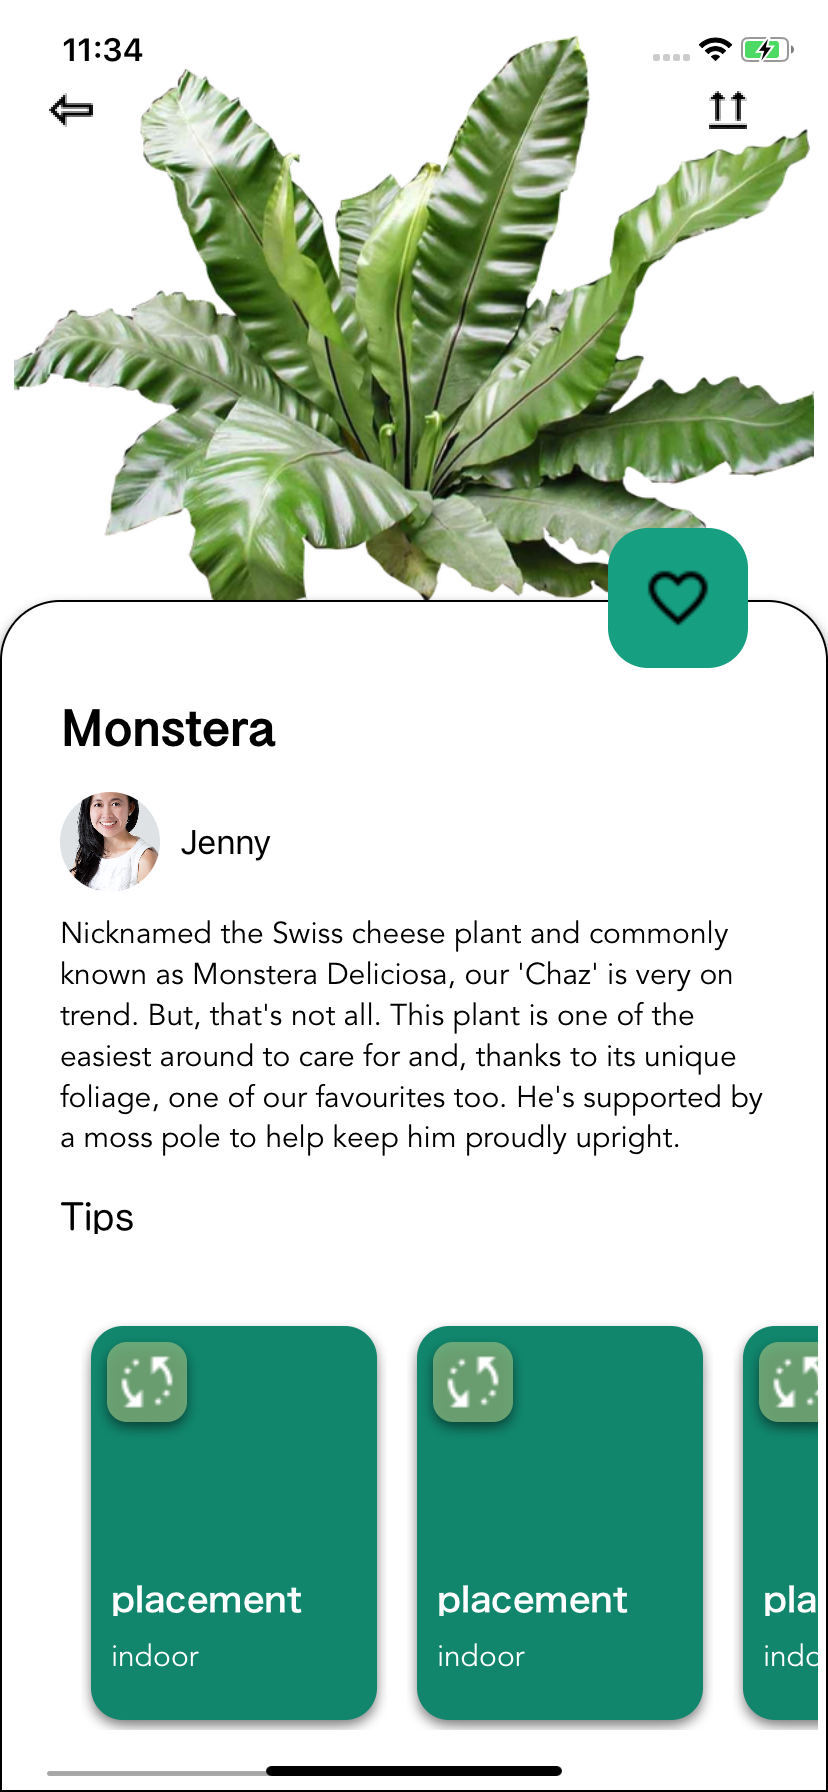 11:34
Monstera
Jenny
Nicknamed the Swiss cheese plant and commonly
known as Monstera Deliciosa, our 'Chaz' is very on
trend. But, that's not all. This plant is one of the
easiest around to care for and, thanks to its unique
foliage, one of our favourites too. He's supported by
a moss pole to help keep him proudly upright.
Tips
placement placement pla
indoor indoor indo